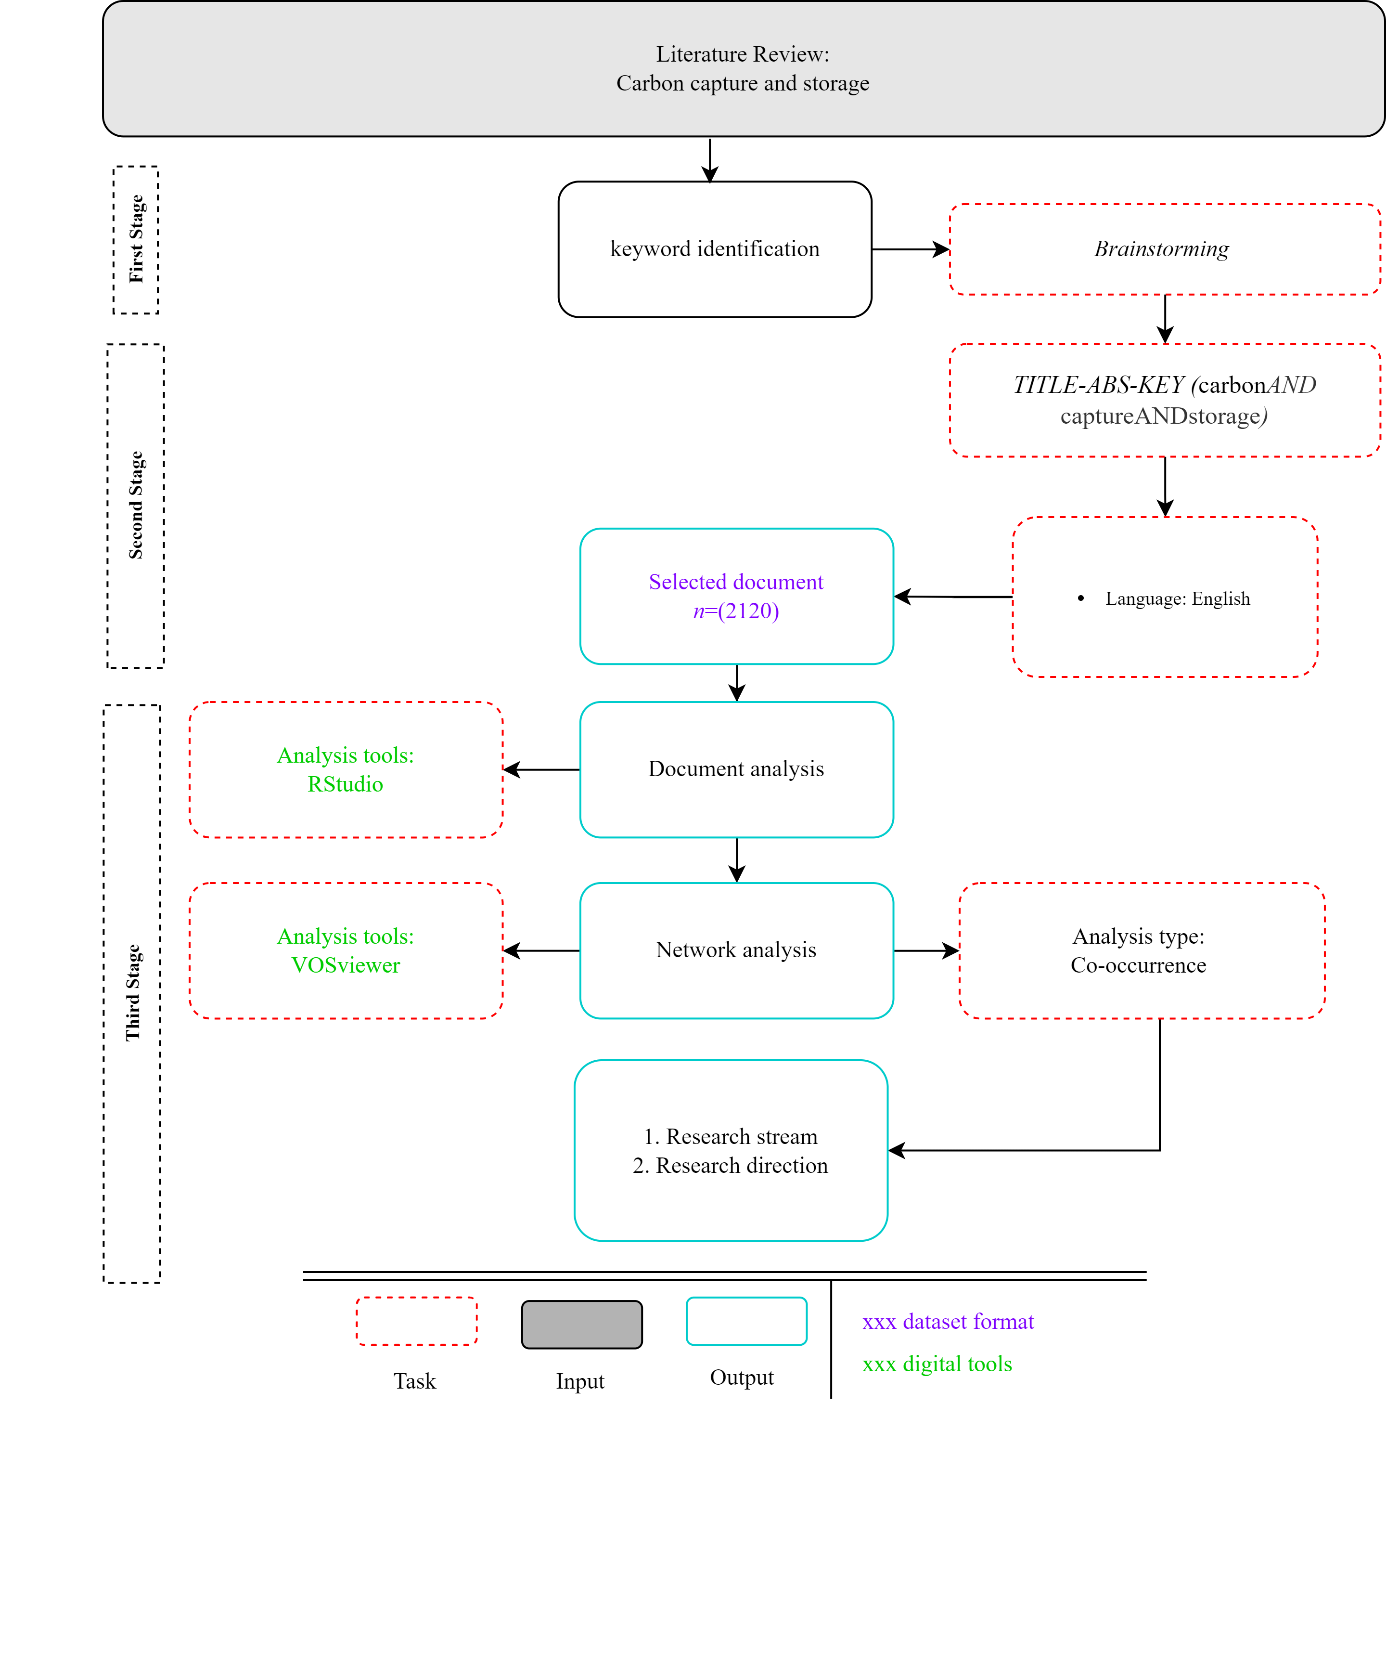 Literature Review:
Carbon capture and storage
First Stage
keyword identification
Brainstorming
Second Stage
TITLE-ABS-KEY (carbonAND
captureANDstorage)
Selected document
n=(2120)
• Language: English
Third Stage
Analysis tools:
RStudio
Document analysis
Analysis tools:
VOSviewer
Network analysis
Analysis type:
Co-occurrence
1. Research stream
2. Research direction
Task
Input
Output
xxx dataset format
xxx digital tools